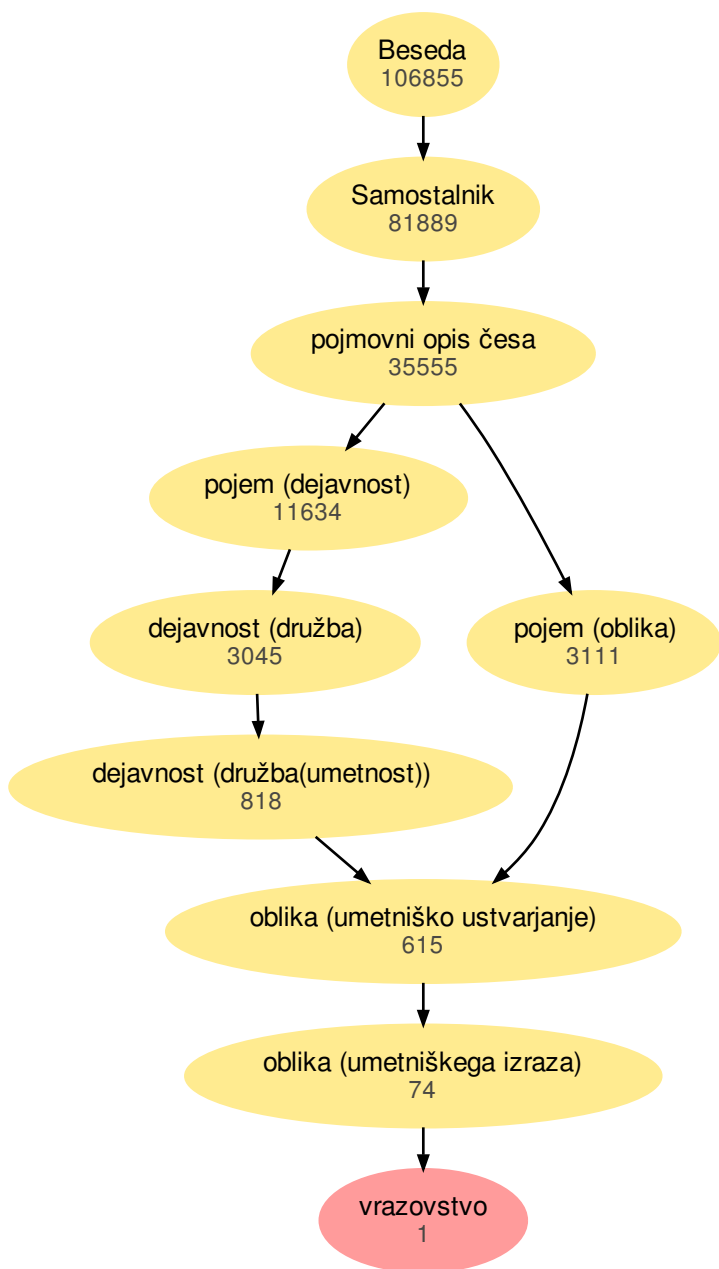 Beseda
106855
Samostalnik
81889
pojmovni opis česa
35555
pojem (dejavnost)
11634
dejavnost (družba)
3045
pojem (oblika)
3111
dejavnost (družba(umetnost))
818
oblika (umetniško ustvarjanje)
615
oblika (umetniškega izraza)
74
vrazovstvo
1